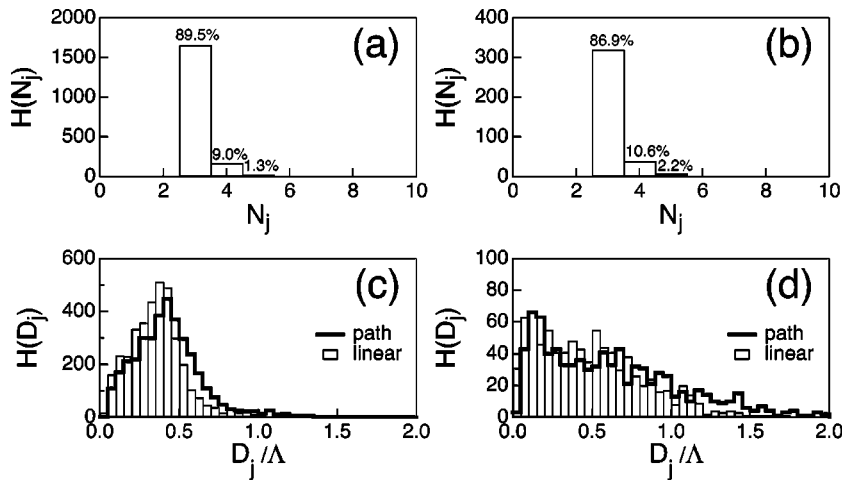 2000
1500
1000
500
0
H(N_j)
89.5%
9.0%
1.3%
(a)
0 2 4 6 8 10
N_j
400
300
200
100
0
H(N_j)
86.9%
10.6%
2.2%
(b)
0 2 4 6 8 10
N_j
600
400
200
0
H(D_j)
(c)
path
linear
0.0 0.5 1.0 1.5 2.0
D_j/Λ
100
80
60
40
20
0
H(D_j)
(d)
path
linear
0.0 0.5 1.0 1.5 2.0
D_j/Λ